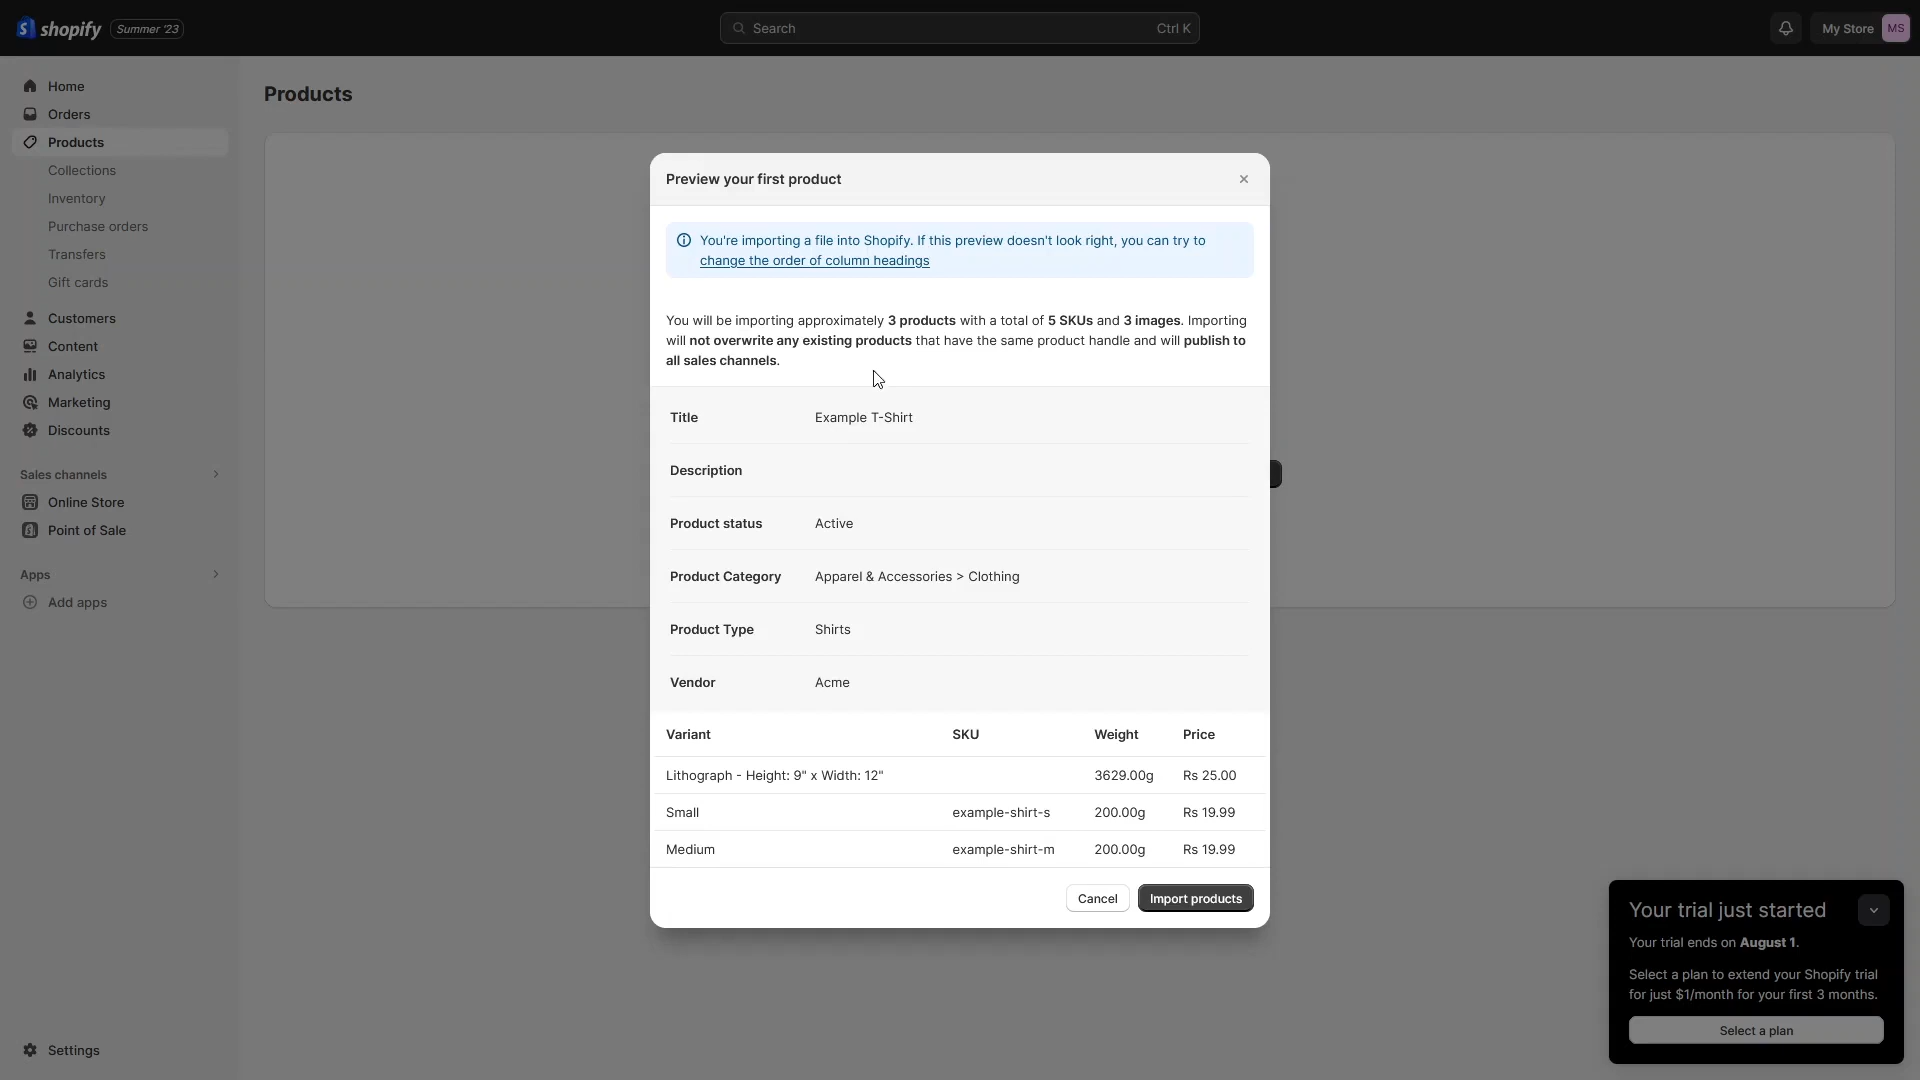 shopify
Summer '23
Search
Ctrl K
My Store
MS
Home
Orders
Products
Collections
Inventory
Purchase orders
Transfers
Gift cards
Customers
Content
Analytics
Marketing
Discounts
Sales channels
Online Store
Point of Sale
Apps
Add apps
Settings
Products
Preview your first product
You're importing a file into Shopify. If this preview doesn't look right, you can try to
change the order of column headings
You will be importing approximately 3 products with a total of 5 SKUs and 3 images. Importing
will not overwrite any existing products that have the same product handle and will publish to
all sales channels.
Title Example T-Shirt
Description
Product status Active
Product Category Apparel & Accessories > Clothing
Product Type Shirts
Vendor Acme
Variant SKU Weight Price
Lithograph - Height: 9" x Width: 12" 3629.00g Rs 25.00
Small example-shirt-s 200.00g Rs 19.99
Medium example-shirt-m 200.00g Rs 19.99
Cancel
Import products
Your trial just started
Your trial ends on August 1.
Select a plan to extend your Shopify trial
for just $1/month for your first 3 months.
Select a plan